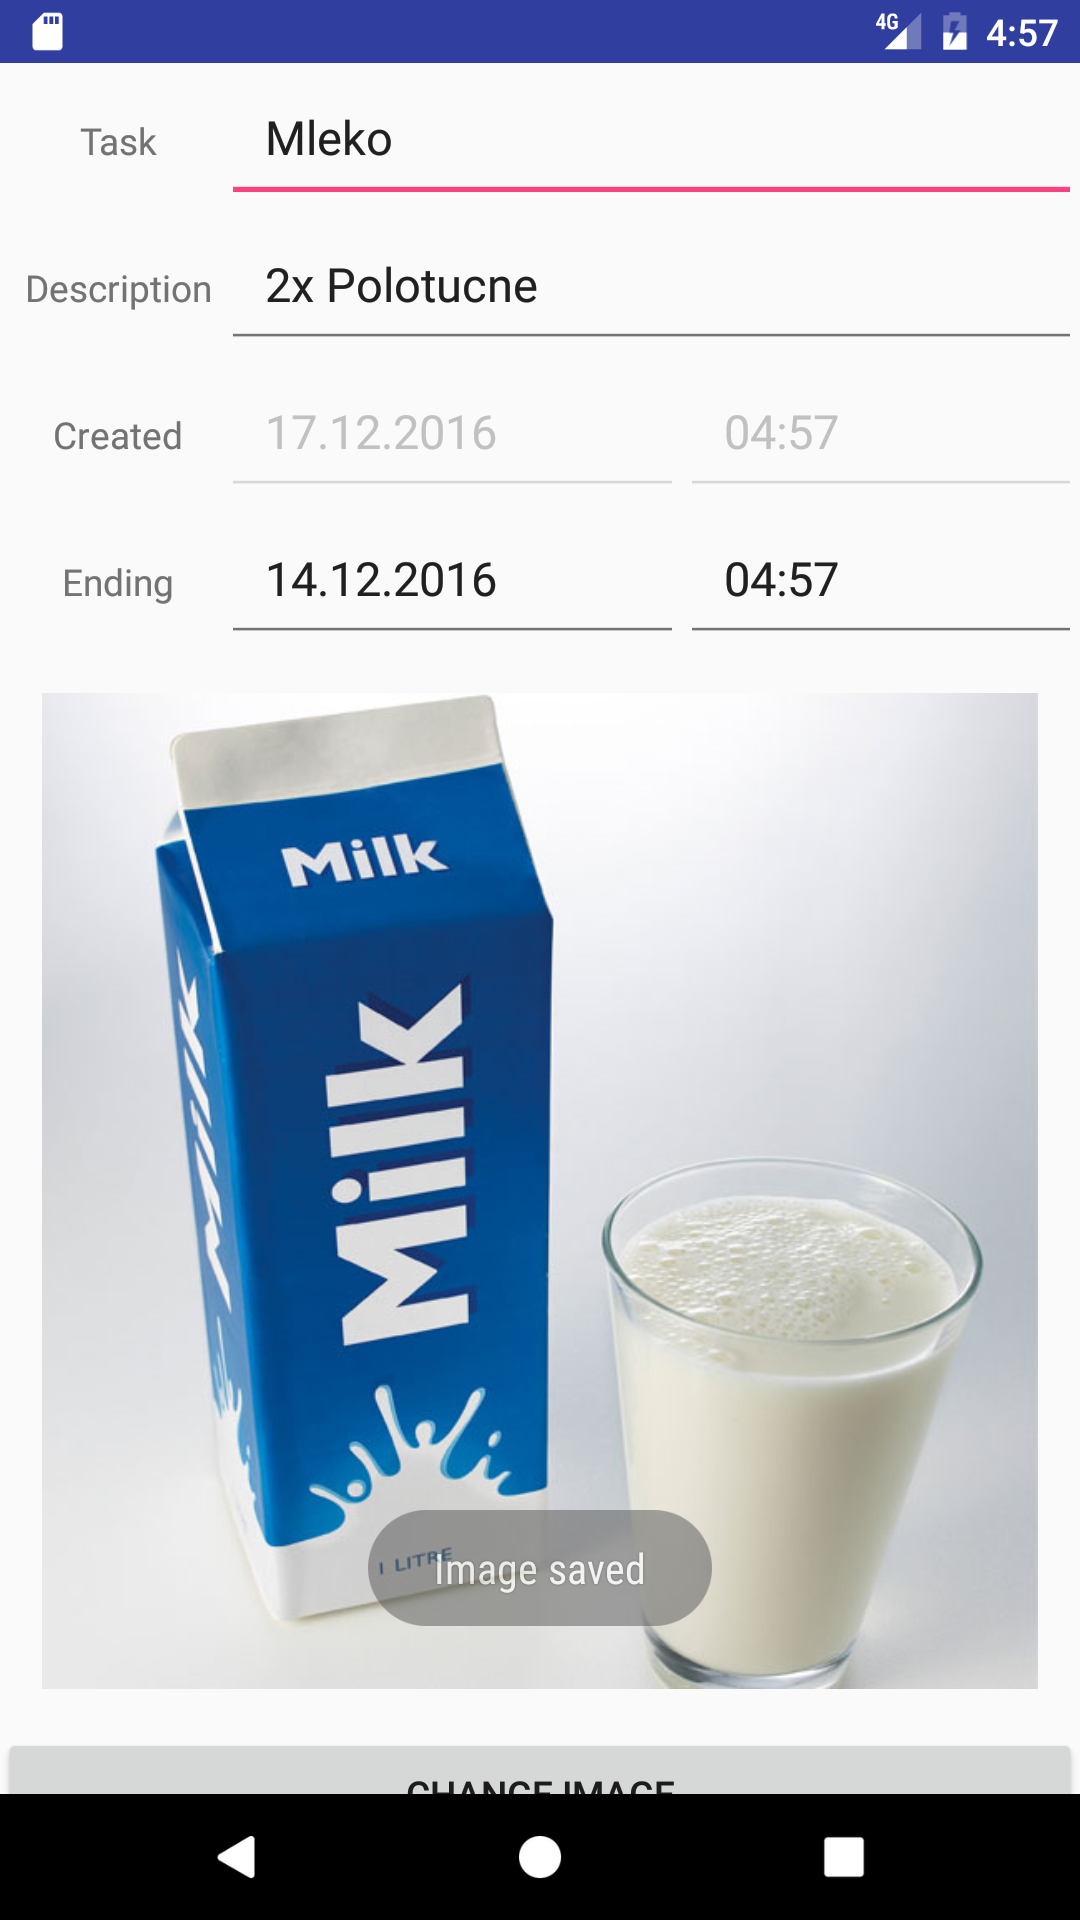 4G 4:57
Task Mleko
Description 2x Polotucne
Created 17.12.2016 04:57
Ending 14.12.2016 04:57
Milk
Milk
Milk
1 LITRE
Image saved
CHANGE IMAGE